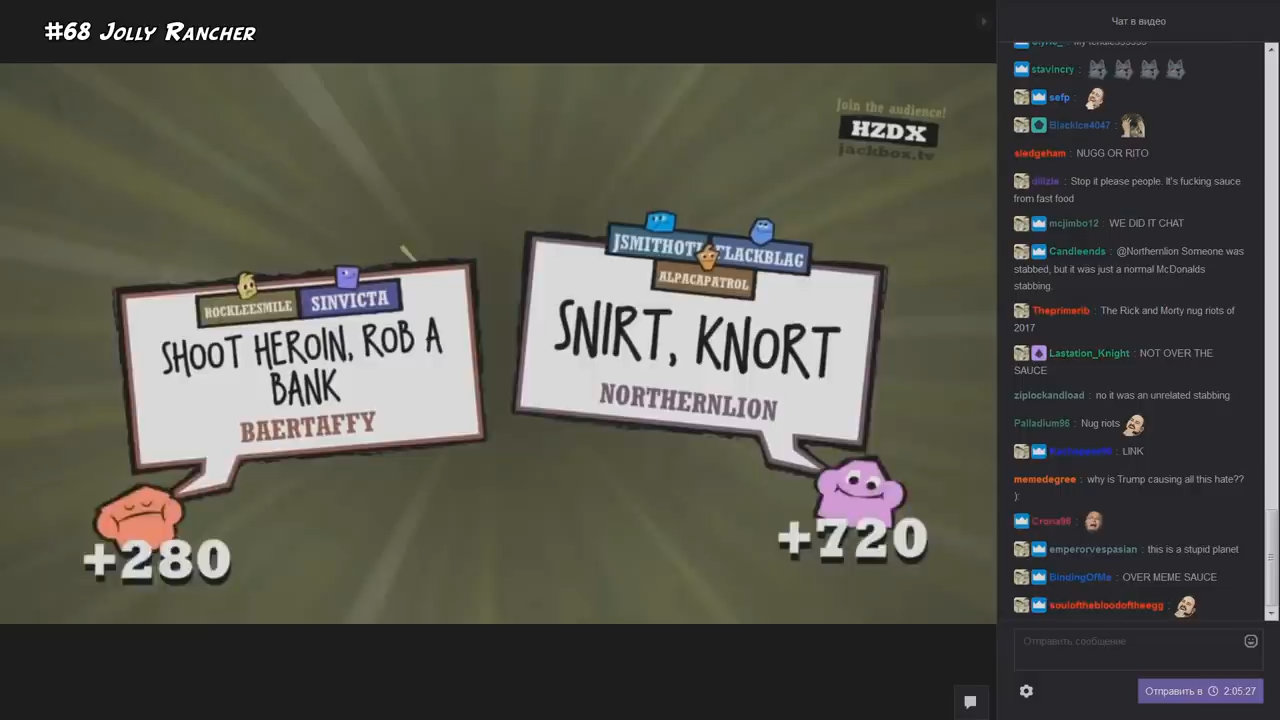 #68 Jolly Rancher
Join the audience!
HZDX
jackbox.tv
ROCKLEESMILE
SINVICTA
SHOOT HEROIN, ROB A
BANK
BAERTAFFY
+280
ALPACAPATROL
SNIRT, KNORT
NORTHERNLION
+720
Чат в видео
stavincry :
sefp :
BlackIce4047 :
sledgeham : NUGG OR RITO
Stop it please people. It's fucking sauce
from fast food
mcjimbo12 : WE DID IT CHAT
Candleends : @Northernlion Someone was
stabbed, but it was just a normal McDonalds
stabbing.
Theprimerib : The Rick and Morty nug riots of
2017
Lastation_Knight : NOT OVER THE
SAUCE
ziplockandload : no it was an unrelated stabbing
Palladium96 : Nug riots
: LINK
memedegree : why is Trump causing all this hate??
):
Crona96 :
emperorvespasian : this is a stupid planet
BindingOfMe : OVER MEME SAUCE
soulofthebloodoftheegg :
Отправить сообщение
Отправить в 2:05:27